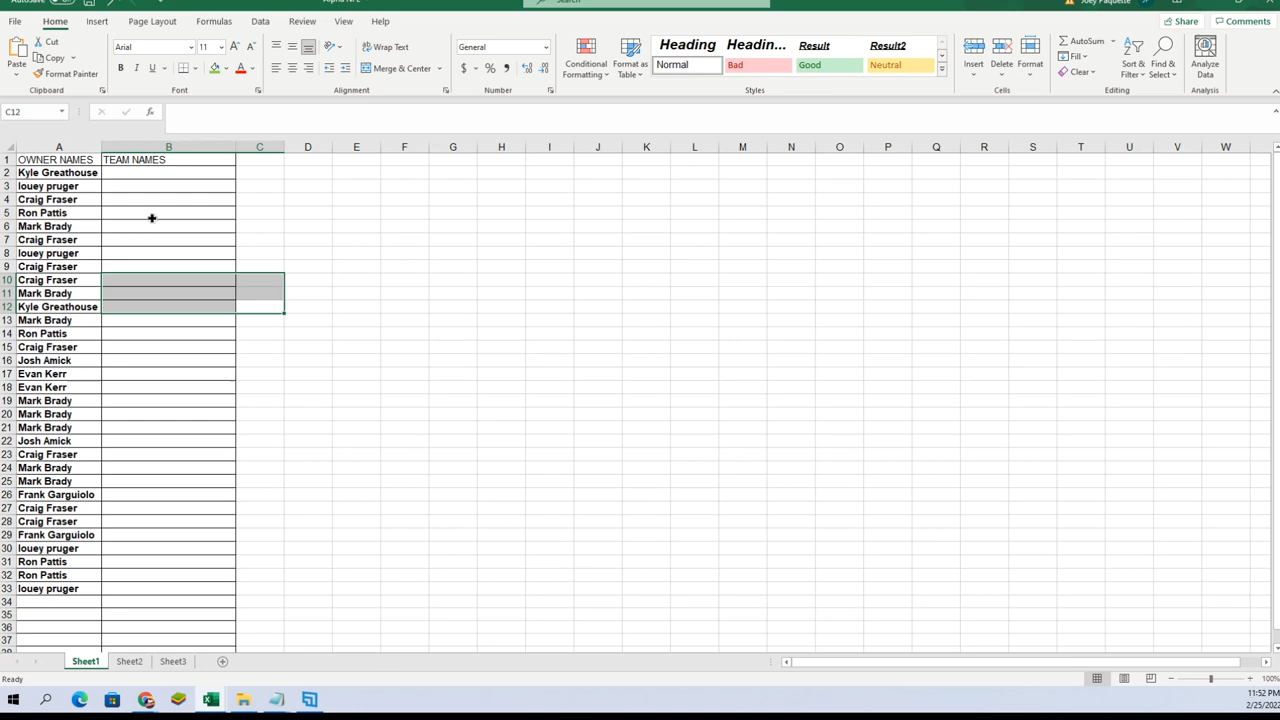 Search
File Home Insert Page Layout Formulas Data Review View Help Share Comments
Cut
Copy
Format Painter
Paste
Arial 11
B I U
Wrap Text
Merge & Center
General
$ % ,
Conditional Formatting
Format as Table
Heading Headin... Result Result2
Normal Bad Good Neutral
Insert Delete Format
AutoSum
Fill
Clear
Sort & Filter
Find & Select
Analyze Data
Clipboard Font Alignment Number Styles Cells Editing Analysis
C12 fx
A B C D E F G H I J K L M N O P Q R S T U V W
1 OWNER NAMES TEAM NAMES
2 Kyle Greathouse
3 louey pruger
4 Craig Fraser
5 Ron Pattis
6 Mark Brady
7 Craig Fraser
8 louey pruger
9 Craig Fraser
10 Craig Fraser
11 Mark Brady
12 Kyle Greathouse
13 Mark Brady
14 Ron Pattis
15 Craig Fraser
16 Josh Amick
17 Evan Kerr
18 Evan Kerr
19 Mark Brady
20 Mark Brady
21 Mark Brady
22 Josh Amick
23 Craig Fraser
24 Mark Brady
25 Mark Brady
26 Frank Garguiolo
27 Craig Fraser
28 Craig Fraser
29 Frank Garguiolo
30 louey pruger
31 Ron Pattis
32 Ron Pattis
33 louey pruger
34
35
36
37
Sheet1 Sheet2 Sheet3
Ready 100%
11:52 PM
2/25/202